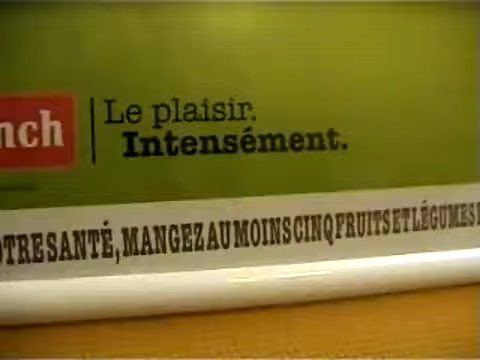 nch
Le plaisir.
Intensément.
OTRE SANTÉ, MANGEZ AU MOINS CINQ FRUITS ET LÉGUMES